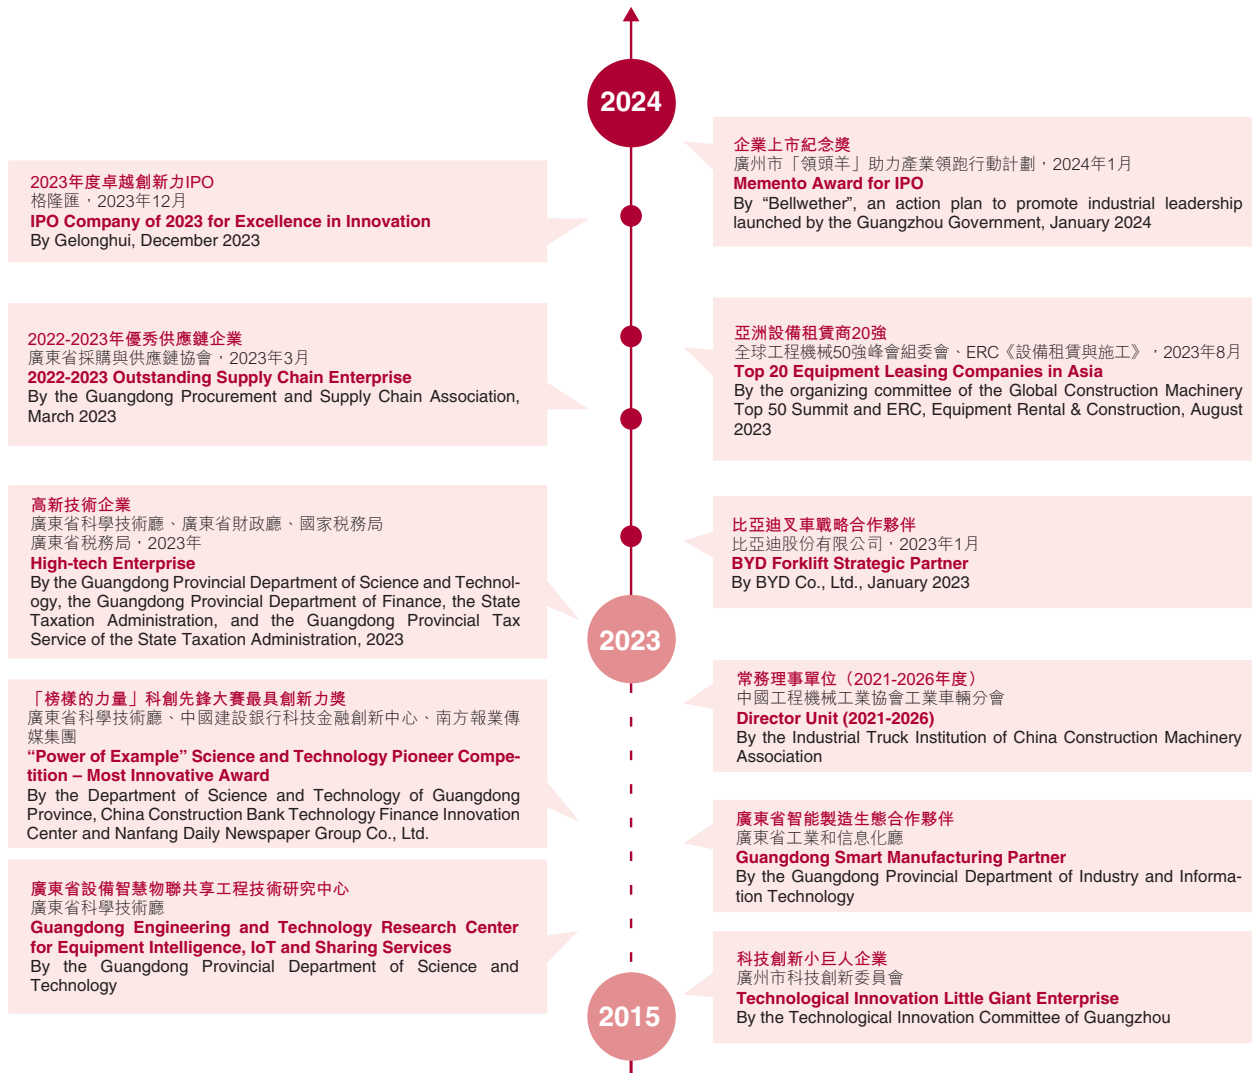 2024
企業上市紀念獎
廣州市「領頭羊」助力產業領跑行動計劃，2024年1月
Memento Award for IPO
By “Bellwether”, an action plan to promote industrial leadership
launched by the Guangzhou Government, January 2024
2023年度卓越創新力IPO
格隆匯，2023年12月
IPO Company of 2023 for Excellence in Innovation
By Gelonghui, December 2023
亞洲設備租賃商20強
全球工程機械50強峰會組委會、ERC《設備租賃與施工》，2023年8月
Top 20 Equipment Leasing Companies in Asia
By the organizing committee of the Global Construction Machinery
Top 50 Summit and ERC, Equipment Rental & Construction, August
2023
2022-2023年優秀供應鏈企業
廣東省採購與供應鏈協會，2023年3月
2022-2023 Outstanding Supply Chain Enterprise
By the Guangdong Procurement and Supply Chain Association,
March 2023
比亞迪叉車戰略合作夥伴
比亞迪股份有限公司，2023年1月
BYD Forklift Strategic Partner
By BYD Co., Ltd., January 2023
高新技術企業
廣東省科學技術廳、廣東省財政廳、國家稅務局
廣東省稅務局，2023年
High-tech Enterprise
By the Guangdong Provincial Department of Science and Technol-
ogy, the Guangdong Provincial Department of Finance, the State
Taxation Administration, and the Guangdong Provincial Tax
Service of the State Taxation Administration, 2023
2023
常務理事單位（2021-2026年度）
中國工程機械工業協會工業車輛分會
Director Unit (2021-2026)
By the Industrial Truck Institution of China Construction Machinery
Association
「榜樣的力量」科創先鋒大賽最具創新力獎
廣東省科學技術廳、中國建設銀行科技金融創新中心、南方報業傳
媒集團
“Power of Example” Science and Technology Pioneer Compe-
tition – Most Innovative Award
By the Department of Science and Technology of Guangdong
Province, China Construction Bank Technology Finance Innovation
Center and Nanfang Daily Newspaper Group Co., Ltd.
廣東省智能製造生態合作夥伴
廣東省工業和信息化廳
Guangdong Smart Manufacturing Partner
By the Guangdong Provincial Department of Industry and Informa-
tion Technology
廣東省設備智慧物聯共享工程技術研究中心
廣東省科學技術廳
Guangdong Engineering and Technology Research Center
for Equipment Intelligence, IoT and Sharing Services
By the Guangdong Provincial Department of Science and
Technology
科技創新小巨人企業
廣州市科技創新委員會
Technological Innovation Little Giant Enterprise
By the Technological Innovation Committee of Guangzhou
2015